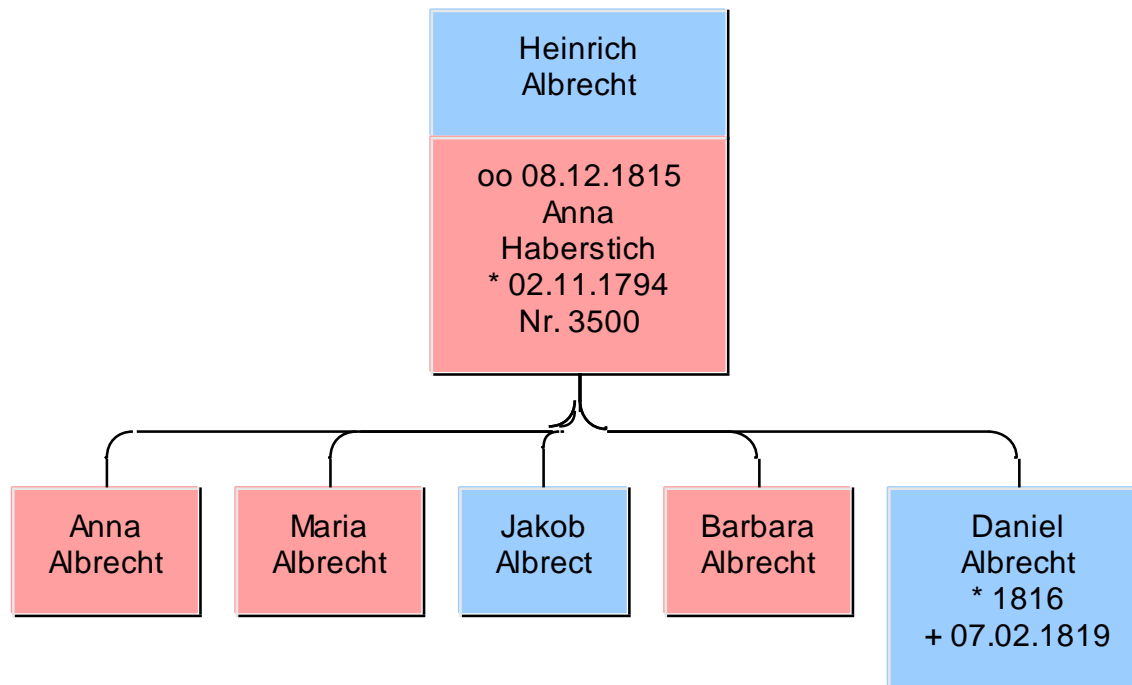 Heinrich
Albrecht
oo 08.12.1815
Anna
Haberstich
* 02.11.1794
Nr. 3500
Anna
Albrecht
Maria
Albrecht
Jakob
Albrect
Barbara
Albrecht
Daniel
Albrecht
* 1816
+ 07.02.1819